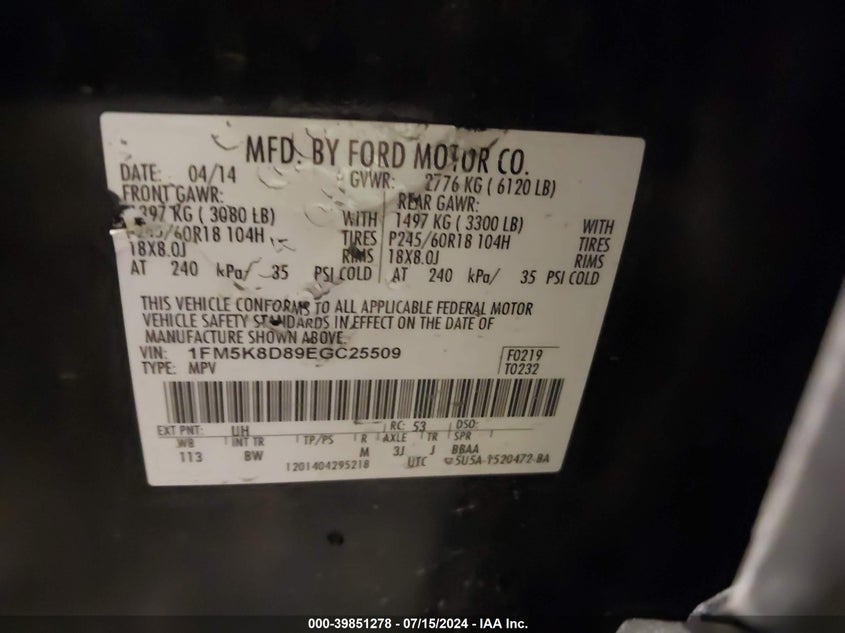 MFD. BY FORD MOTOR CO.
DATE: 04/14 GVWR: 2776 KG ( 6120 LB)
FRONT GAWR: REAR GAWR:
1397 KG ( 3080 LB) WITH 1497 KG ( 3300 LB) WITH
P245/60R18 104H TIRES P245/60R18 104H TIRES
18X8.0J RIMS 18X8.0J RIMS
AT 240 kPa/ 35 PSI COLD AT 240 kPa/ 35 PSI COLD
THIS VEHICLE CONFORMS TO ALL APPLICABLE FEDERAL MOTOR
VEHICLE SAFETY STANDARDS IN EFFECT ON THE DATE OF
MANUFACTURE SHOWN ABOVE.
VIN: 1FM5K8D89EGC25509 F0219
TYPE: MPV T0232
EXT PNT: UH RC: 53 DSO:
WB INT TR TP/PS R AXLE TR SPR
113 BW M 3J J BBAA
1201404295218 UTC 5U5A-1520472-BA
000-39851278 - 07/15/2024 - IAA Inc.